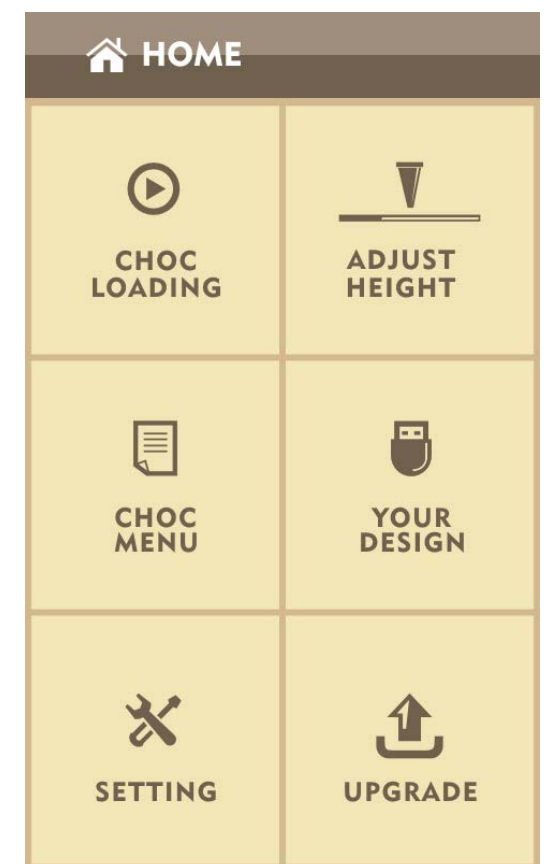 HOME
CHOC
LOADING
ADJUST
HEIGHT
CHOC
MENU
YOUR
DESIGN
SETTING
UPGRADE